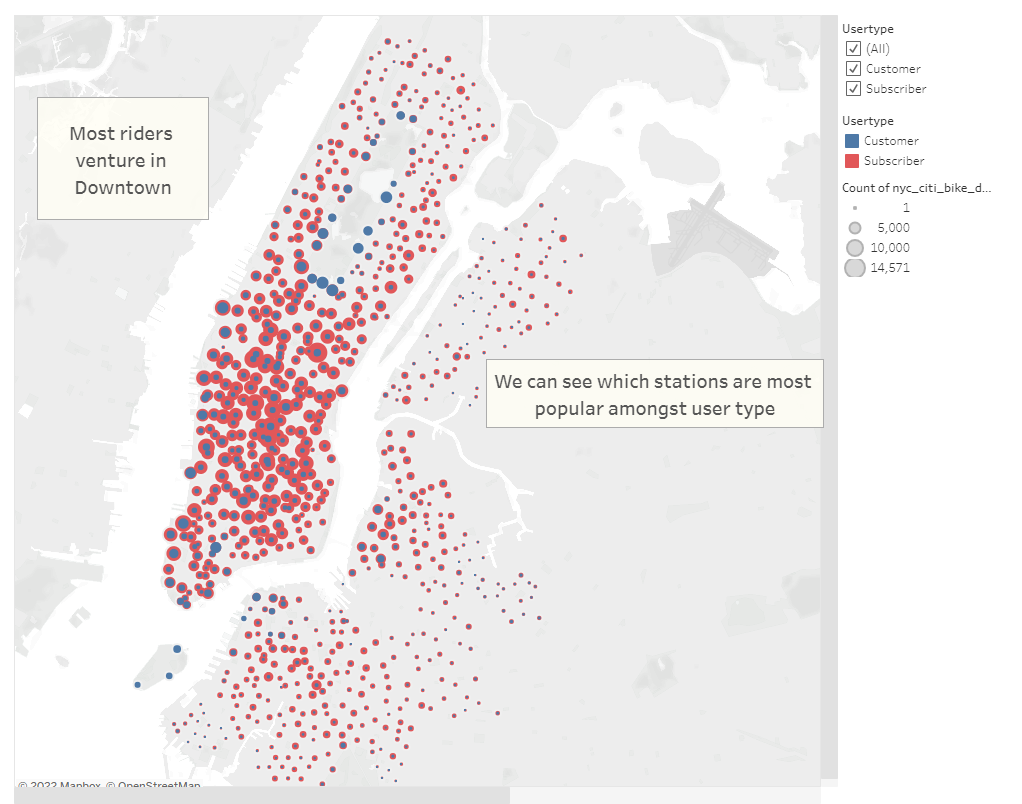 Most riders
venture in
Downtown
We can see which stations are most
popular amongst user type
© 2022 Mapbox © OpenStreetMap
Usertype
(All)
Customer
Subscriber
Usertype
Customer
Subscriber
Count of nyc_citi_bike_d...
1
5,000
10,000
14,571